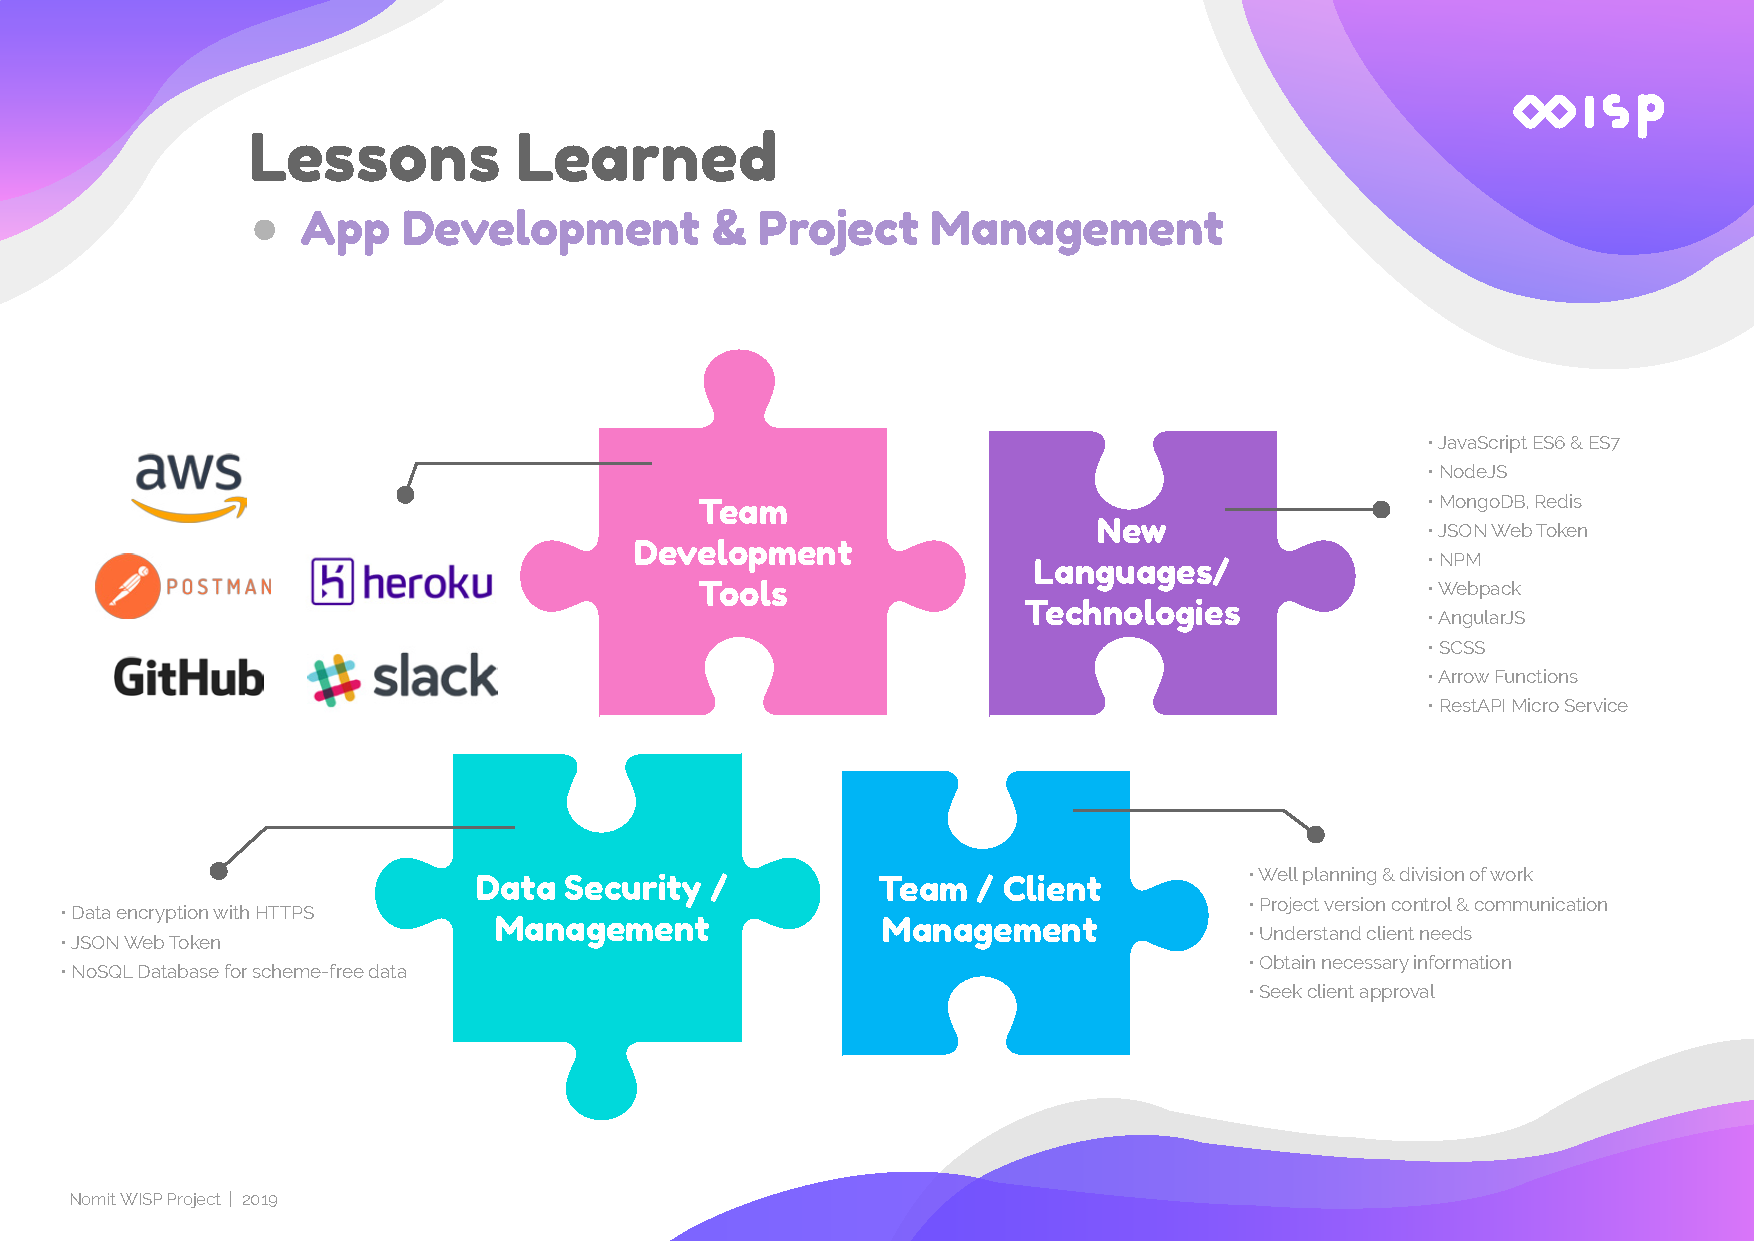 wisp
Lessons Learned
• App Development & Project Management
aws
POSTMAN
heroku
GitHub
slack
Team
Development
Tools
New
Languages/
Technologies
• JavaScript ES6 & ES7
• NodeJS
• MongoDB, Redis
• JSON Web Token
• NPM
• Webpack
• AngularJS
• SCSS
• Arrow Functions
• RestAPI Micro Service
Data Security /
Management
• Data encryption with HTTPS
• JSON Web Token
• NoSQL Database for scheme-free data
Team / Client
Management
• Well planning & division of work
• Project version control & communication
• Understand client needs
• Obtain necessary information
• Seek client approval
Nomit WISP Project | 2019